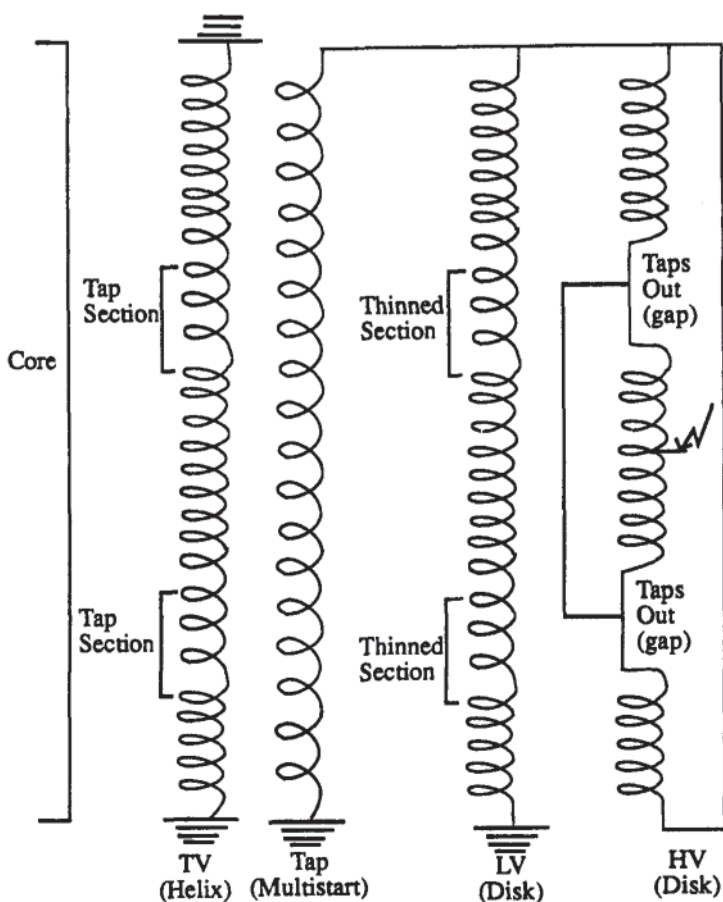 Tap
Section
Thinned
Section
Taps
Out
(gap)
Core
Tap
Section
Thinned
Section
Taps
Out
(gap)
TV
(Helix)
Tap
(Multistart)
LV
(Disk)
HV
(Disk)